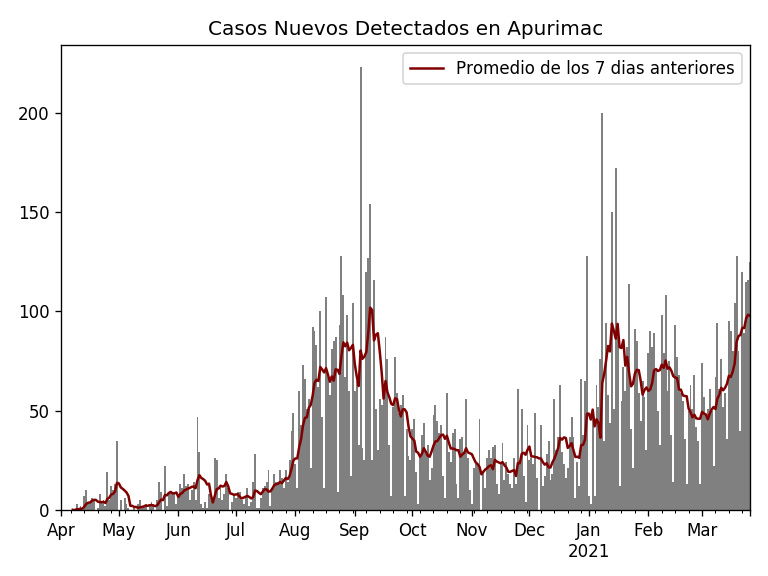 Casos Nuevos Detectados en Apurimac
Promedio de los 7 dias anteriores
200
150
100
50
0
Apr May Jun Jul Aug Sep Oct Nov Dec Jan Feb Mar
2021